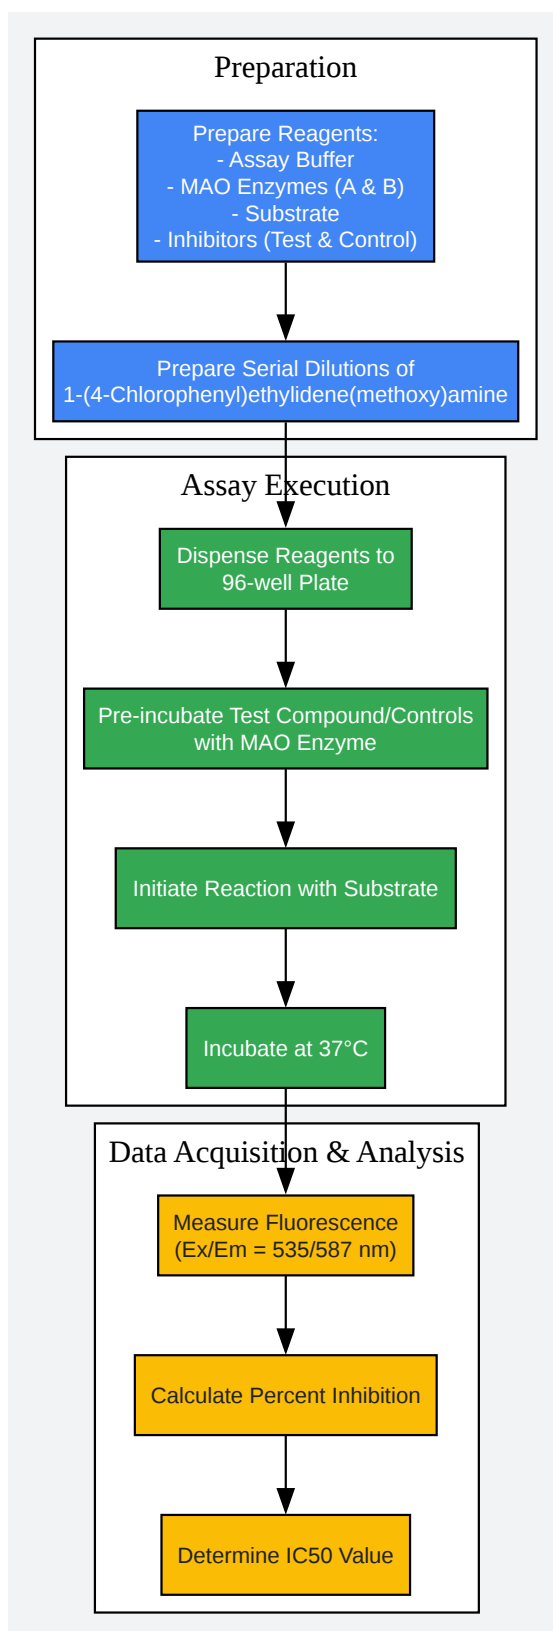 Preparation
Prepare Reagents:
- Assay Buffer
- MAO Enzymes (A & B)
- Substrate
- Inhibitors (Test & Control)
Prepare Serial Dilutions of
1-(4-Chlorophenyl)ethylidene(methoxy)amine
Assay Execution
Dispense Reagents to
96-well Plate
Pre-incubate Test Compound/Controls
with MAO Enzyme
Initiate Reaction with Substrate
Incubate at 37°C
Data Acquisition & Analysis
Measure Fluorescence
(Ex/Em = 535/587 nm)
Calculate Percent Inhibition
Determine IC50 Value